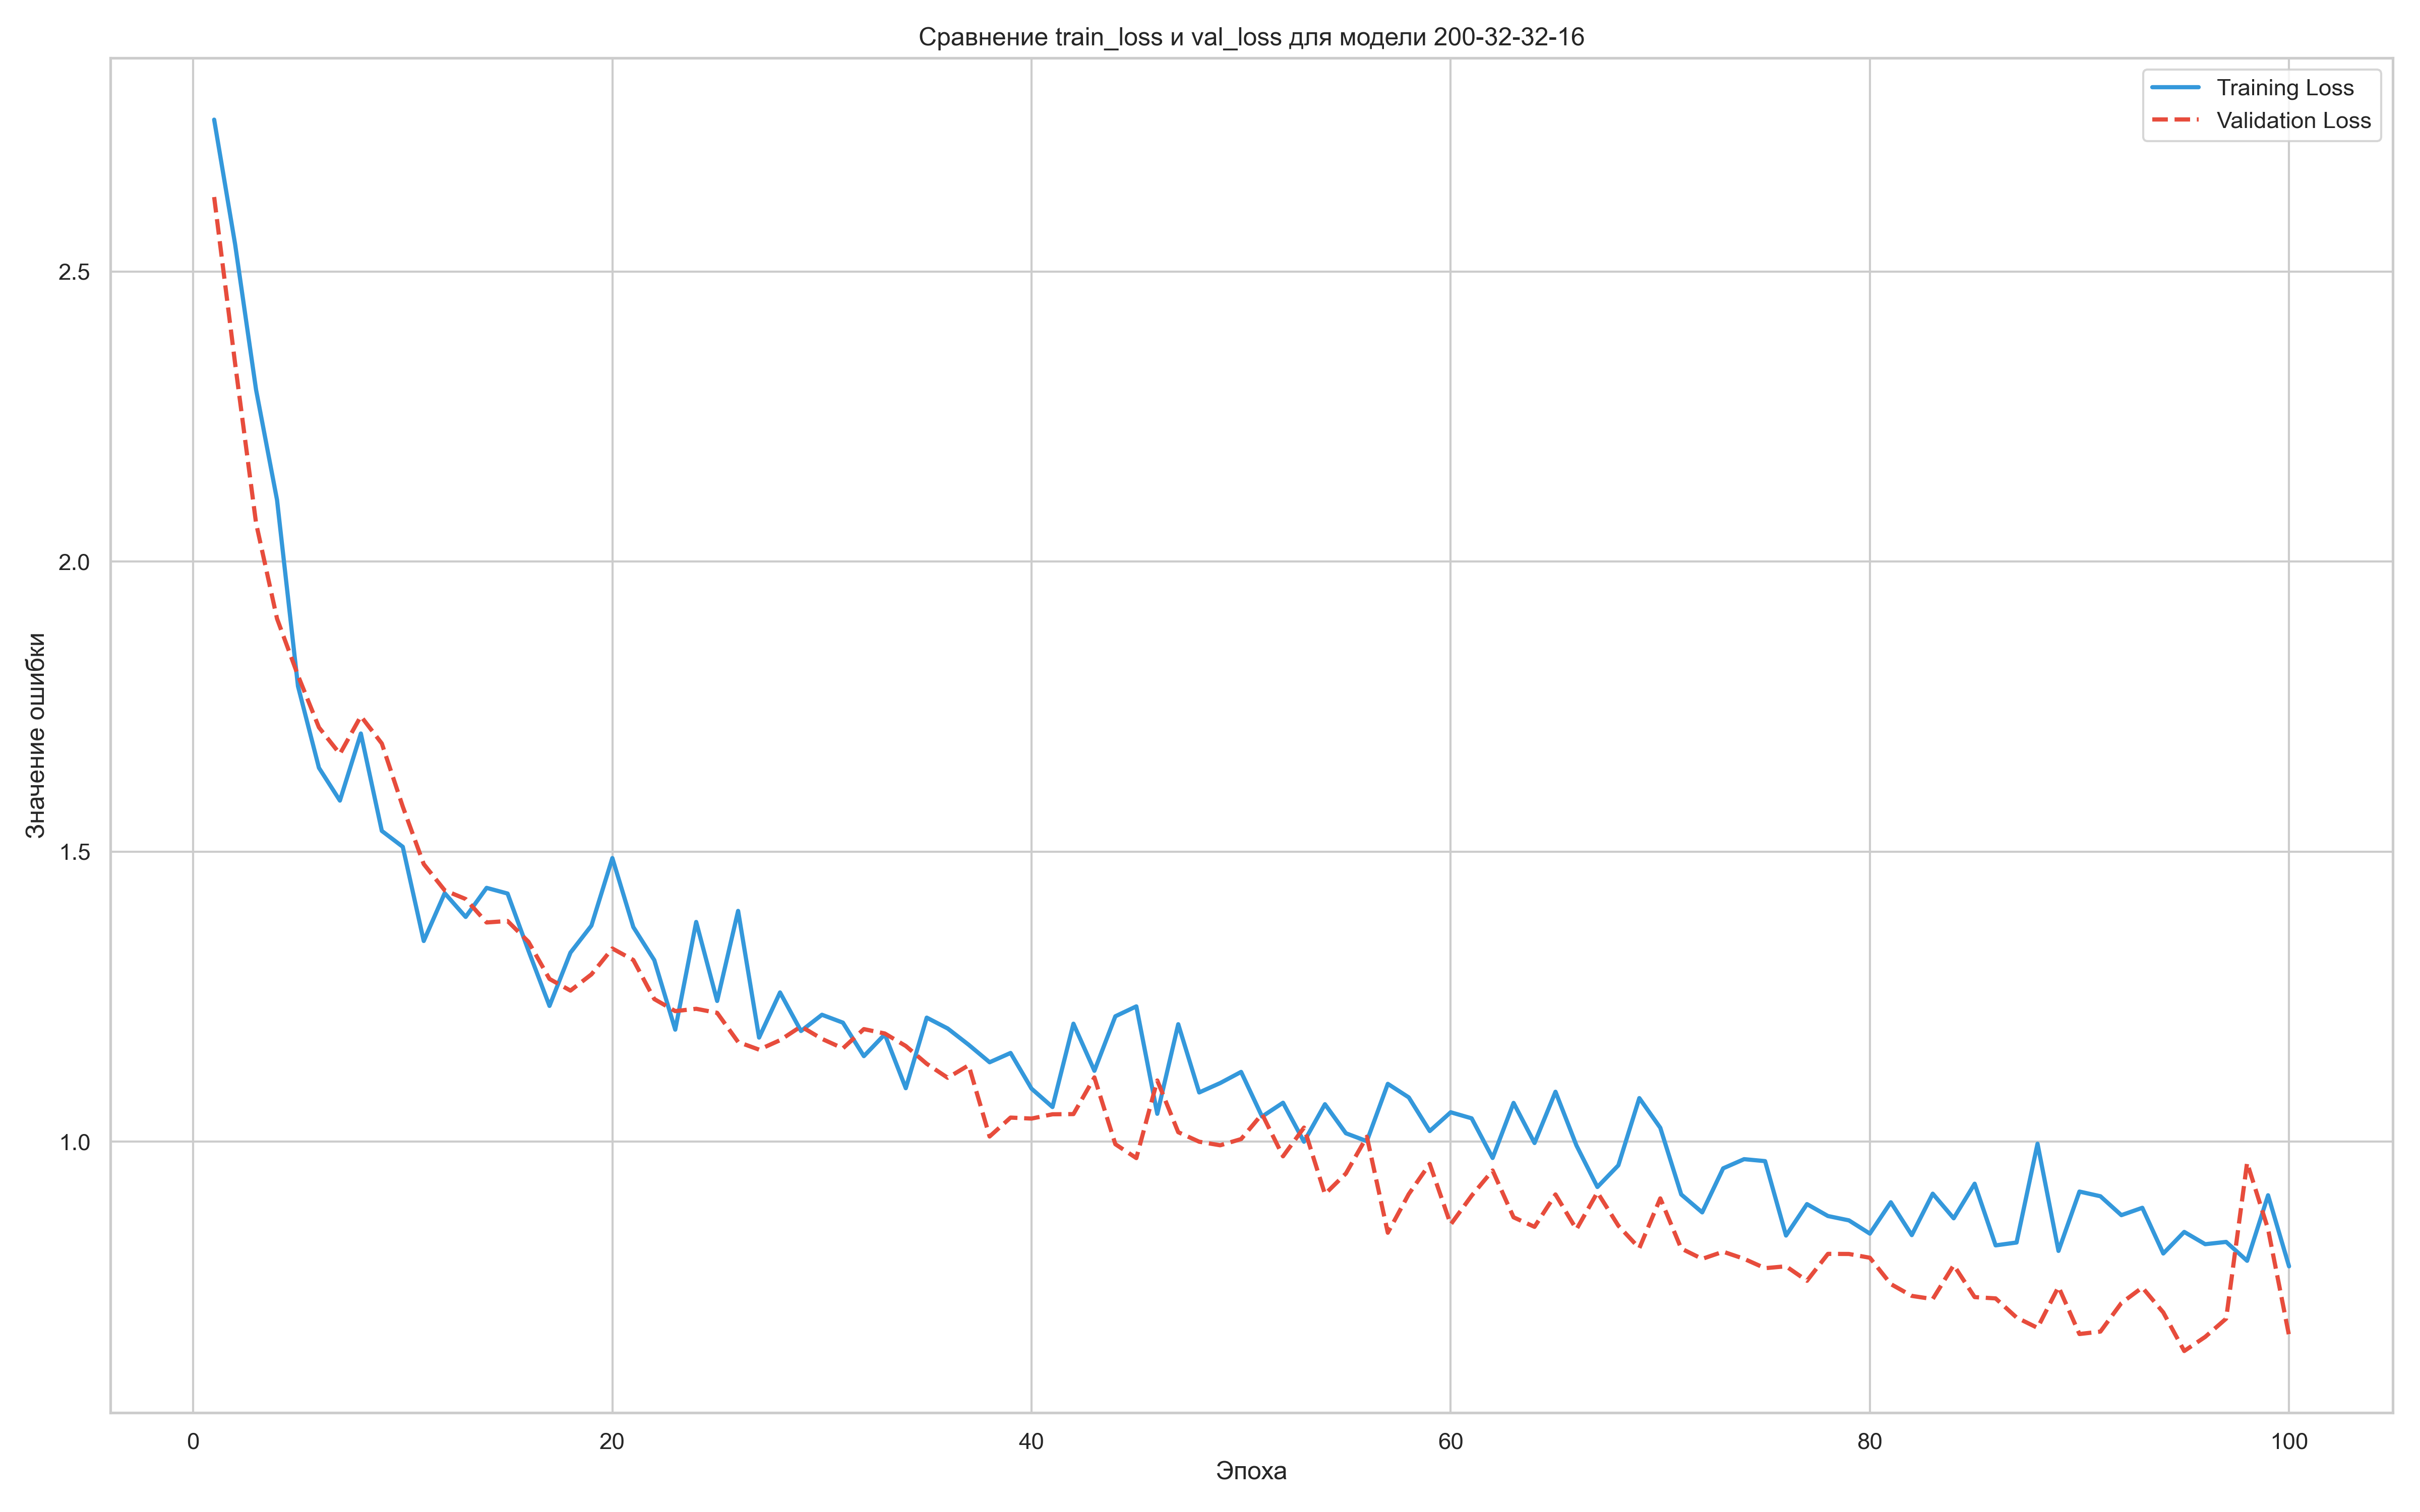 Сравнение train_loss и val_loss для модели 200-32-32-16
Training Loss
Validation Loss
Значение ошибки
2.5
2.0
1.5
1.0
0
20
40
60
80
100
Эпоха